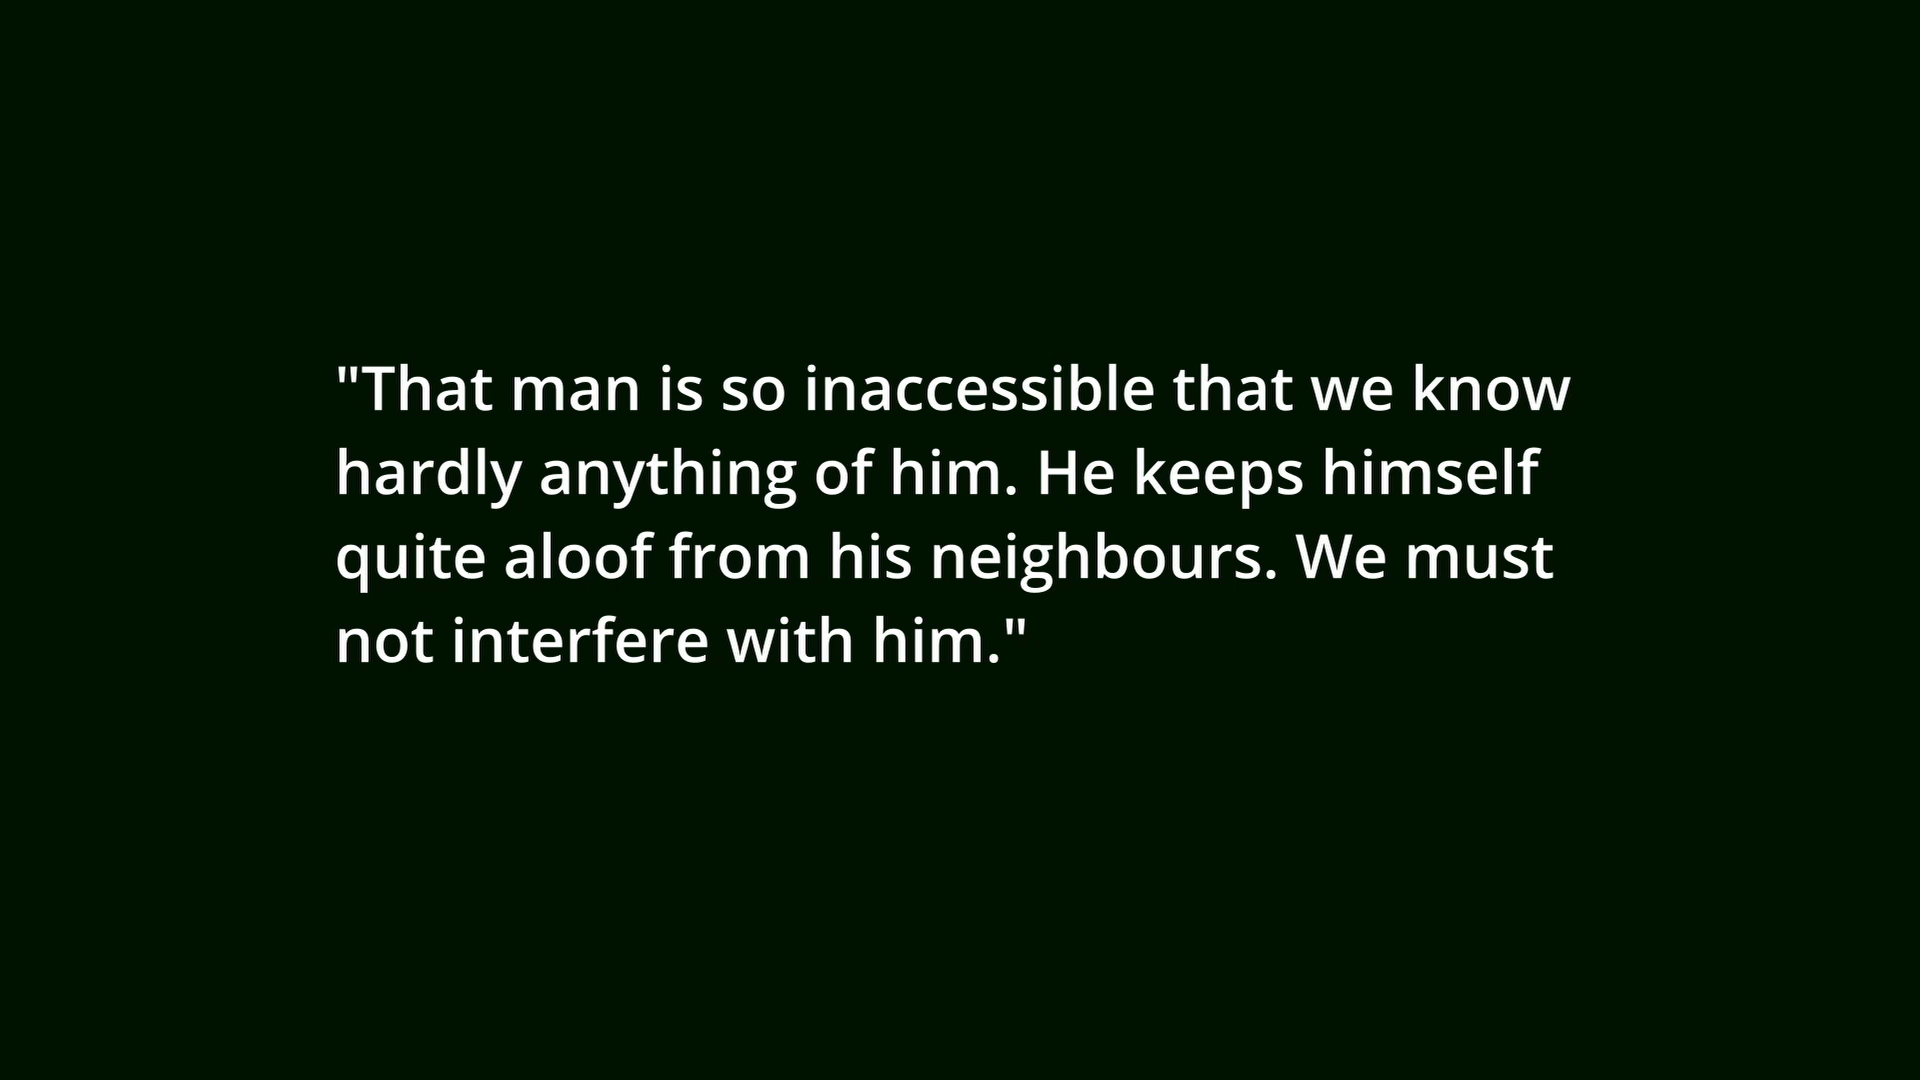 "That man is so inaccessible that we know
hardly anything of him. He keeps himself
quite aloof from his neighbours. We must
not interfere with him."